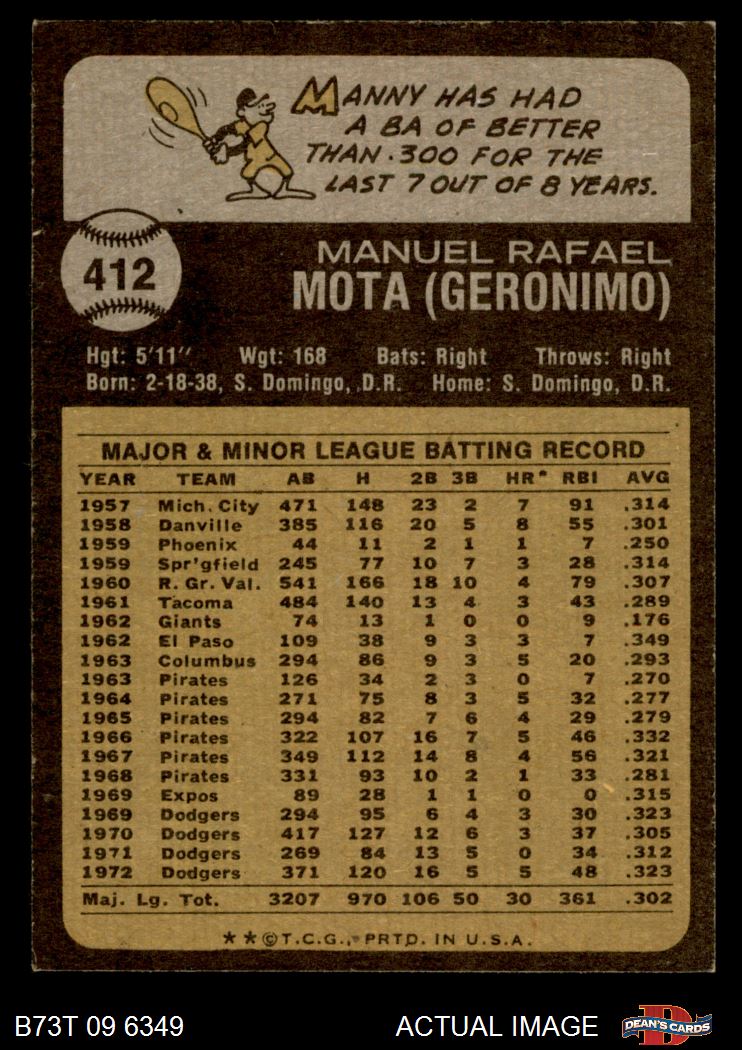 MANNY HAS HAD
A BA OF BETTER
THAN .300 FOR THE
LAST 7 OUT OF 8 YEARS.
412
MANUEL RAFAEL
MOTA (GERONIMO)
Hgt: 5'11" Wgt: 168 Bats: Right Throws: Right
Born: 2-18-38, S. Domingo, D.R. Home: S. Domingo, D.R.
MAJOR & MINOR LEAGUE BATTING RECORD
YEAR TEAM AB H 2B 3B HR RBI AVG
1957 Mich. City 471 148 23 2 7 91 .314
1958 Danville 385 116 20 5 8 55 .301
1959 Phoenix 44 11 2 1 1 7 .250
1959 Spr'gfield 245 77 10 7 3 28 .314
1960 R. Gr. Val. 541 166 18 10 4 79 .307
1961 Tacoma 484 140 13 4 3 43 .289
1962 Giants 74 13 1 0 0 9 .176
1962 El Paso 109 38 9 3 3 7 .349
1963 Columbus 294 86 9 3 5 20 .293
1963 Pirates 126 34 2 3 0 7 .270
1964 Pirates 271 75 8 3 5 32 .277
1965 Pirates 294 82 7 6 4 29 .279
1966 Pirates 322 107 16 7 5 46 .332
1967 Pirates 349 112 14 8 4 56 .321
1968 Pirates 331 93 10 2 1 33 .281
1969 Expos 89 28 1 1 0 0 .315
1969 Dodgers 294 95 6 4 3 30 .323
1970 Dodgers 417 127 12 6 3 37 .305
1971 Dodgers 269 84 13 5 0 34 .312
1972 Dodgers 371 120 16 5 5 48 .323
Maj. Lg. Tot. 3207 970 106 50 30 361 .302
★★©T.C.G., PRTD. IN U.S.A.
B73T 09 6349 ACTUAL IMAGE D DEAN'S CARDS